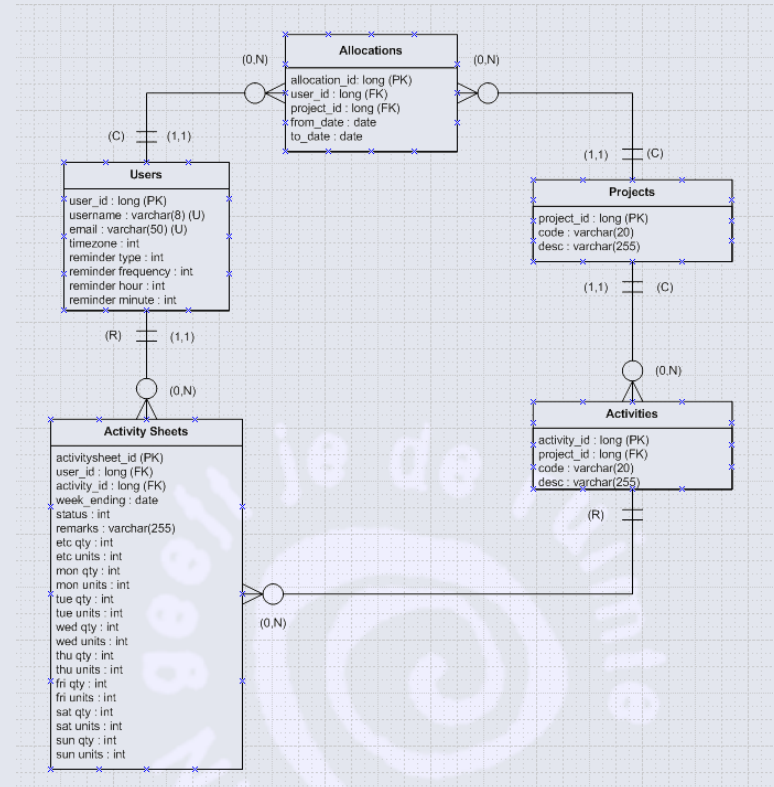 Allocations
(0,N)
(0,N)
allocation_id: long (PK)
user_id : long (FK)
project_id : long (FK)
from_date : date
to_date : date
(C)
(1,1)
(1,1)
(C)
Users
user_id : long (PK)
username : varchar(8) (U)
email : varchar(50) (U)
timezone : int
reminder type : int
reminder frequency : int
reminder hour : int
reminder minute : int
Projects
project_id : long (PK)
code : varchar(20)
desc : varchar(255)
(1,1)
(C)
(R)
(1,1)
(0,N)
(0,N)
Activity Sheets
activitysheet_id (PK)
user_id : long (FK)
activity_id : long (FK)
week_ending : date
status : int
remarks : varchar(255)
etc qty : int
etc units : int
mon qty : int
mon units : int
tue qty : int
tue units : int
wed qty : int
wed units : int
thu qty : int
thu units : int
fri qty : int
fri units : int
sat qty : int
sat units : int
sun qty : int
sun units : int
Activities
activity_id : long (PK)
project_id : long (FK)
code : varchar(20)
desc : varchar(255)
(R)
(0,N)
geeft je de ruimte